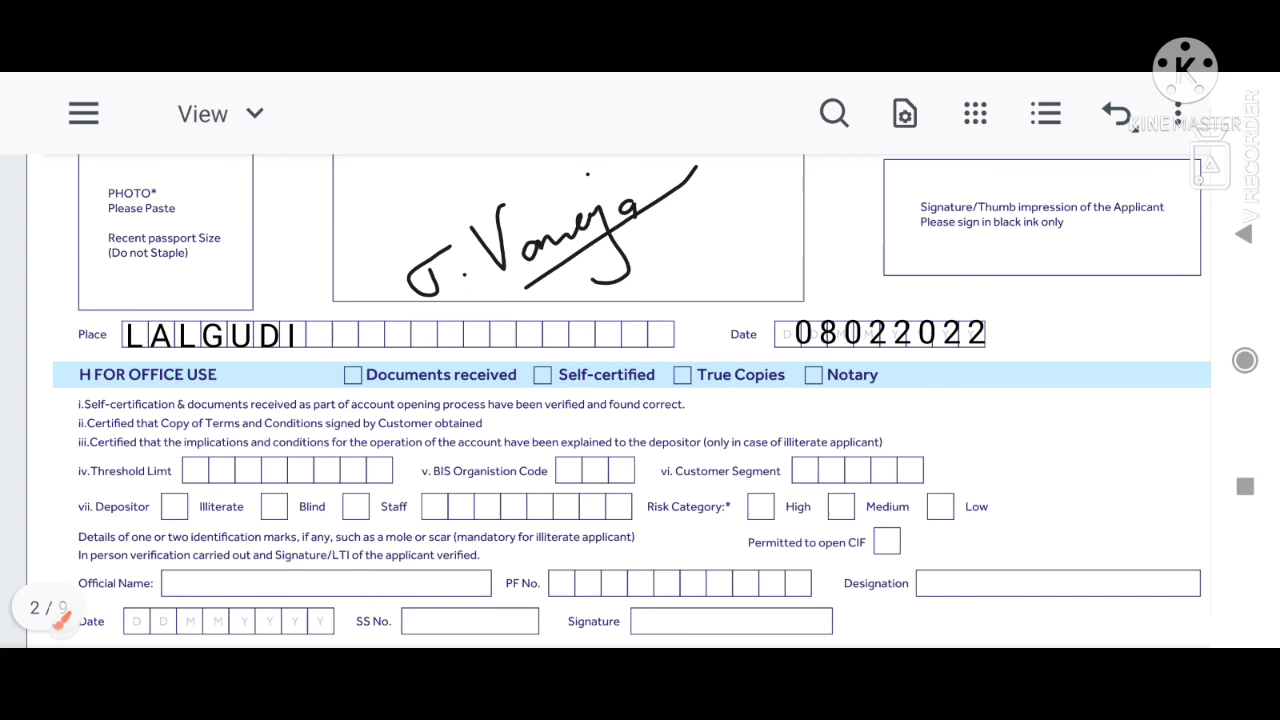 View
KINEMASTER
V RECORDER
PHOTO*
Please Paste
Recent passport Size
(Do not Staple)
Signature/Thumb impression of the Applicant
Please sign in black ink only
Place LALGUDI Date 08022022
H FOR OFFICE USE Documents received Self-certified True Copies Notary
i.Self-certification & documents received as part of account opening process have been verified and found correct.
ii.Certified that Copy of Terms and Conditions signed by Customer obtained
iii.Certified that the implications and conditions for the operation of the account have been explained to the depositor (only in case of illiterate applicant)
iv.Threshold Limt v. BIS Organistion Code vi. Customer Segment
vii. Depositor Illiterate Blind Staff Risk Category:* High Medium Low
Details of one or two identification marks, if any, such as a mole or scar (mandatory for illiterate applicant)
Permitted to open CIF
In person verification carried out and Signature/LTI of the applicant verified.
Official Name: PF No. Designation
2 / 9
Date D D M M Y Y Y Y SS No. Signature